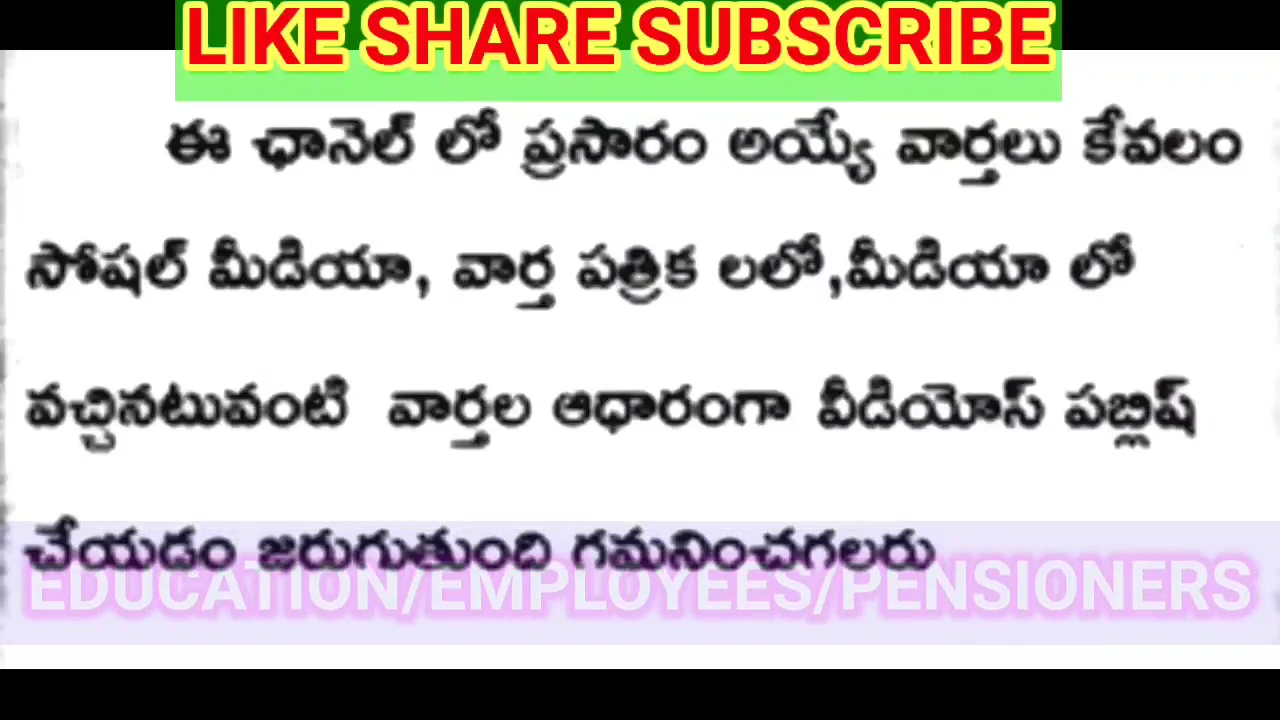 LIKE SHARE SUBSCRIBE
ఈ ఛానెల్ లో ప్రసారం అయ్యే వార్తలు కేవలం
సోషల్ మీడియా, వార్త పత్రిక లలో,మీడియా లో
వచ్చినటువంటి వార్తల ఆధారంగా వీడియోస్ పబ్లిష్
చేయడం జరుగుతుంది గమనించగలరు
EDUCATION/EMPLOYEES/PENSIONERS